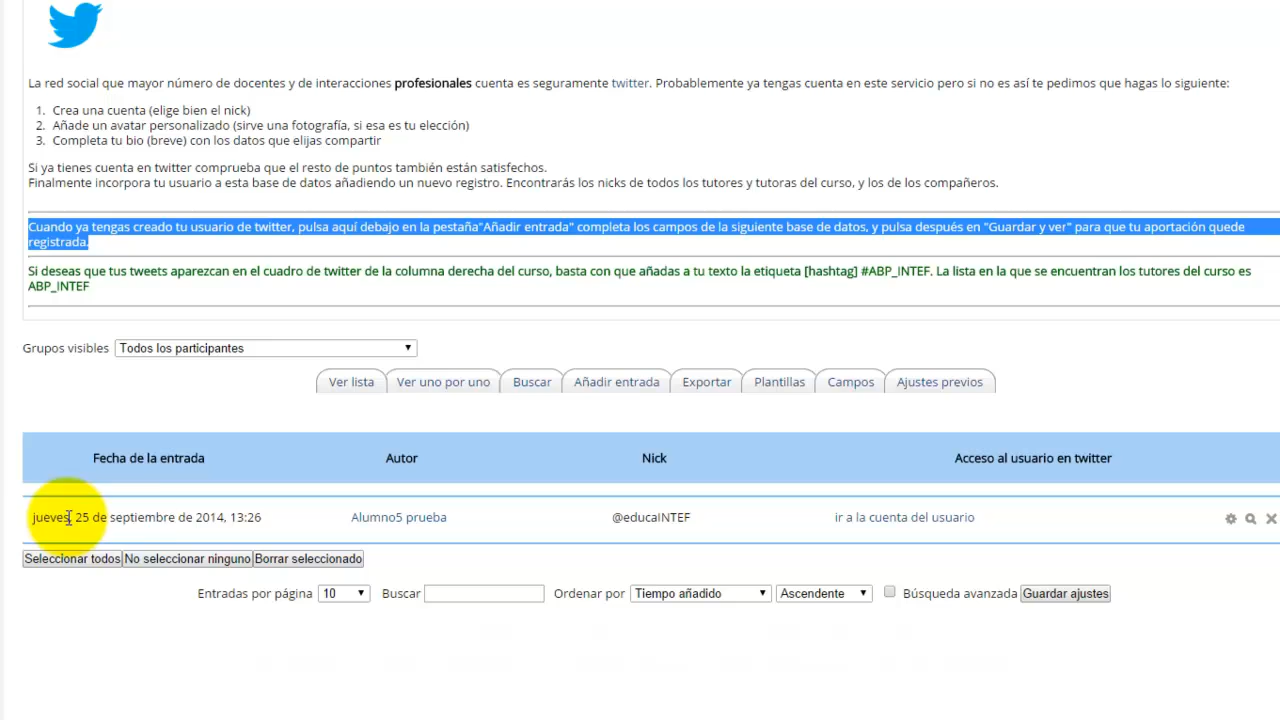 La red social que mayor número de docentes y de interacciones profesionales cuenta es seguramente twitter. Probablemente ya tengas cuenta en este servicio pero si no es así te pedimos que hagas lo siguiente:
1. Crea una cuenta (elige bien el nick)
2. Añade un avatar personalizado (sirve una fotografía, si esa es tu elección)
3. Completa tu bio (breve) con los datos que elijas compartir
Si ya tienes cuenta en twitter comprueba que el resto de puntos también están satisfechos.
Finalmente incorpora tu usuario a esta base de datos añadiendo un nuevo registro. Encontrarás los nicks de todos los tutores y tutoras del curso, y los de los compañeros.
Cuando ya tengas creado tu usuario de twitter, pulsa aquí debajo en la pestaña"Añadir entrada" completa los campos de la siguiente base de datos, y pulsa después en "Guardar y ver" para que tu aportación quede
registrada.
Si deseas que tus tweets aparezcan en el cuadro de twitter de la columna derecha del curso, basta con que añadas a tu texto la etiqueta [hashtag] #ABP_INTEF. La lista en la que se encuentran los tutores del curso es
ABP_INTEF
Grupos visibles Todos los participantes
Ver lista Ver uno por uno Buscar Añadir entrada Exportar Plantillas Campos Ajustes previos
Fecha de la entrada Autor Nick Acceso al usuario en twitter
jueves, 25 de septiembre de 2014, 13:26 Alumno5 prueba @educaINTEF ir a la cuenta del usuario
Seleccionar todos No seleccionar ninguno Borrar seleccionado
Entradas por página 10 Buscar Ordenar por Tiempo añadido Ascendente Búsqueda avanzada Guardar ajustes